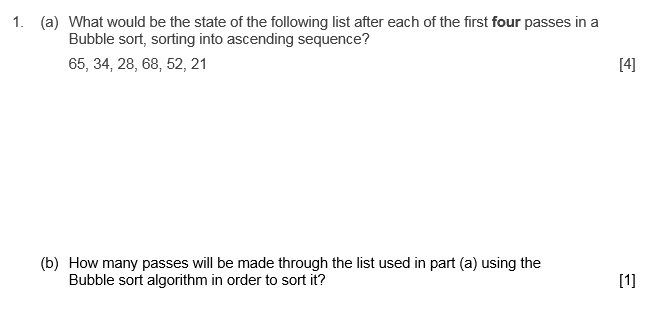 1. (a) What would be the state of the following list after each of the first four passes in a
Bubble sort, sorting into ascending sequence?
65, 34, 28, 68, 52, 21 [4]
(b) How many passes will be made through the list used in part (a) using the
Bubble sort algorithm in order to sort it? [1]